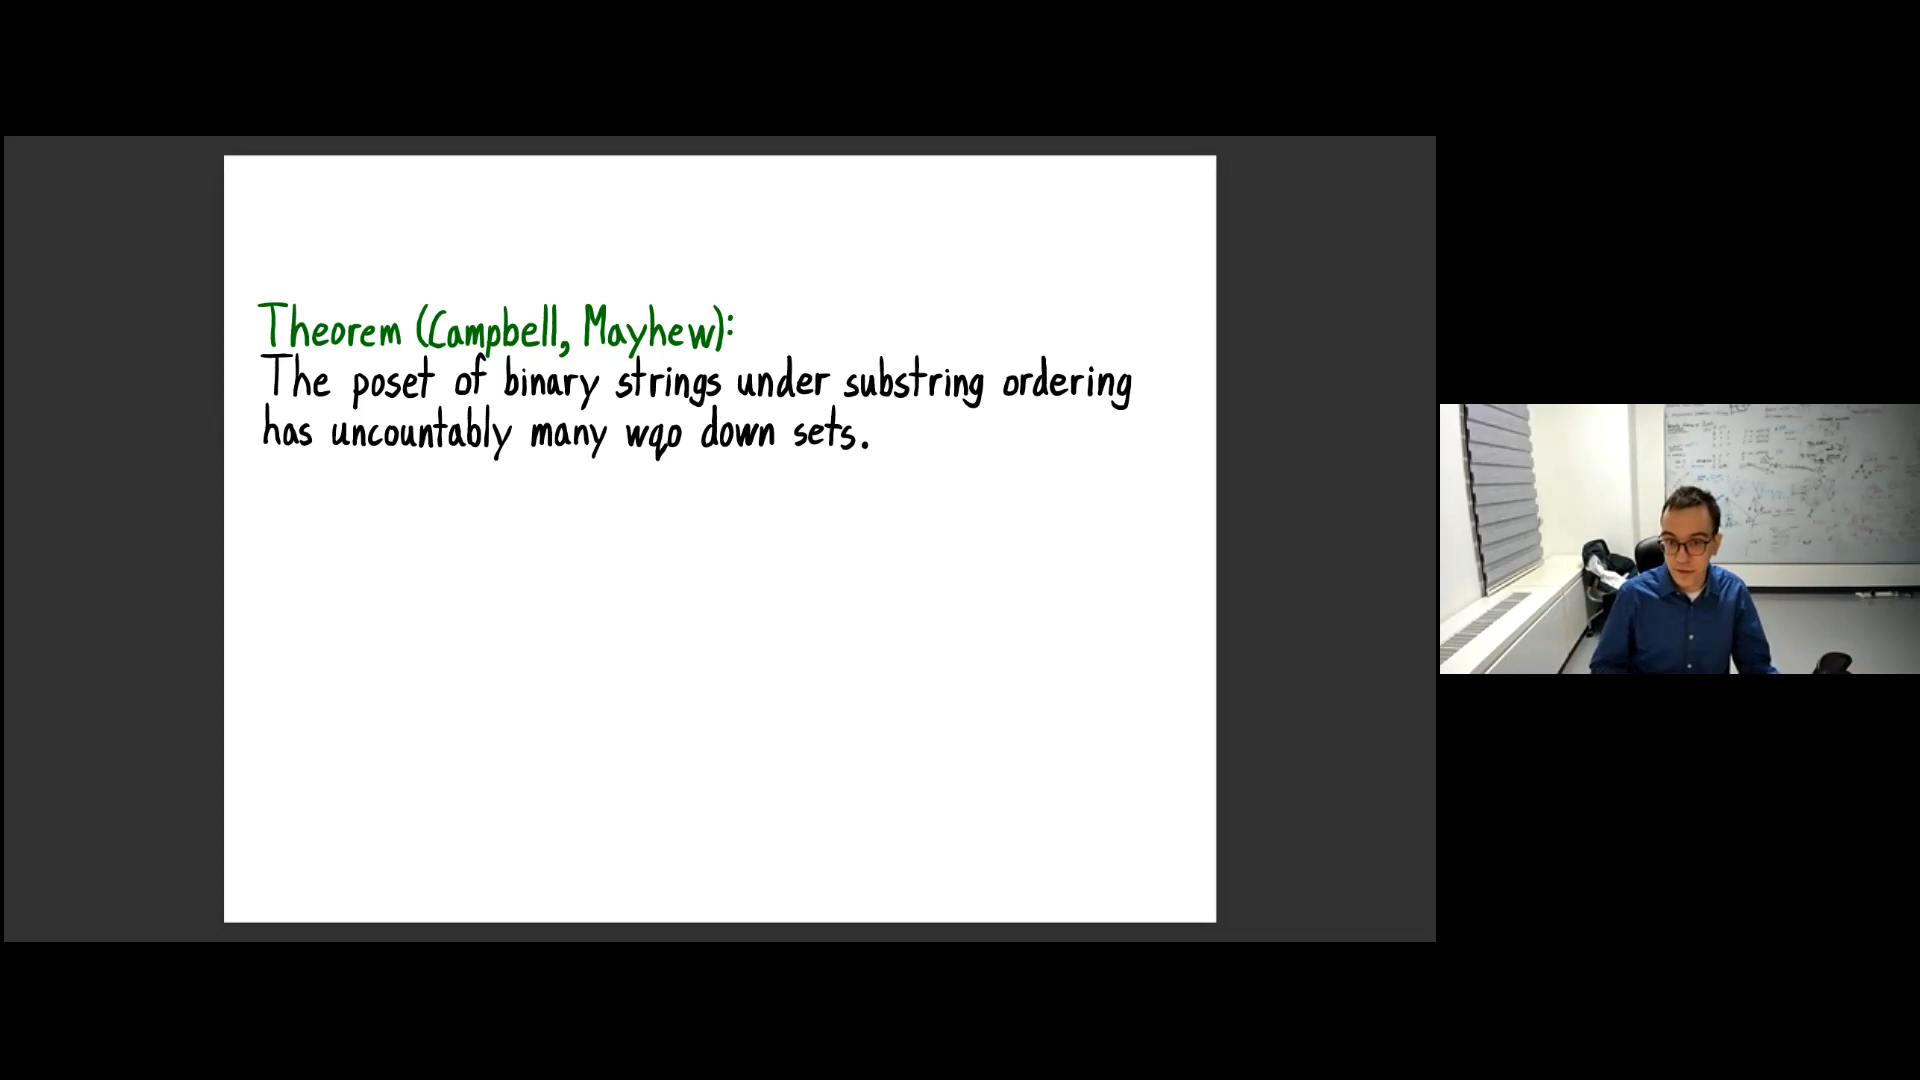 Theorem (Campbell, Mayhew):
The poset of binary strings under substring ordering
has uncountably many wqo down sets.